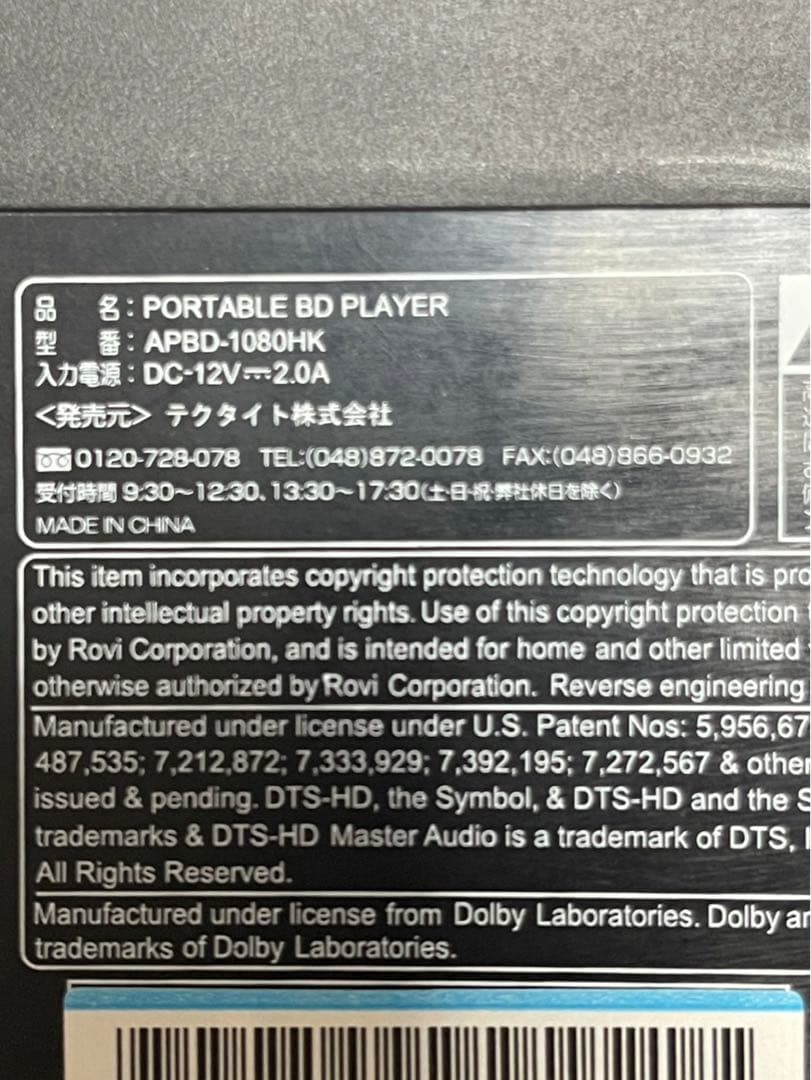 品　　名：PORTABLE BD PLAYER
型　　番：APBD-1080HK
入力電源：DC-12V⎓2.0A
＜発売元＞ テクタイト株式会社
0120-728-078 TEL:(048)872-0078 FAX:(048)866-0932
受付時間 9:30～12:30、13:30～17:30(土・日・祝・弊社休日を除く)
MADE IN CHINA
This item incorporates copyright protection technology that is pro
other intellectual property rights. Use of this copyright protection
by Rovi Corporation, and is intended for home and other limited
otherwise authorized by Rovi Corporation. Reverse engineering
Manufactured under license under U.S. Patent Nos: 5,956,67
487,535; 7,212,872; 7,333,929; 7,392,195; 7,272,567 & other
issued & pending. DTS-HD, the Symbol, & DTS-HD and the S
trademarks & DTS-HD Master Audio is a trademark of DTS,
All Rights Reserved.
Manufactured under license from Dolby Laboratories. Dolby an
trademarks of Dolby Laboratories.